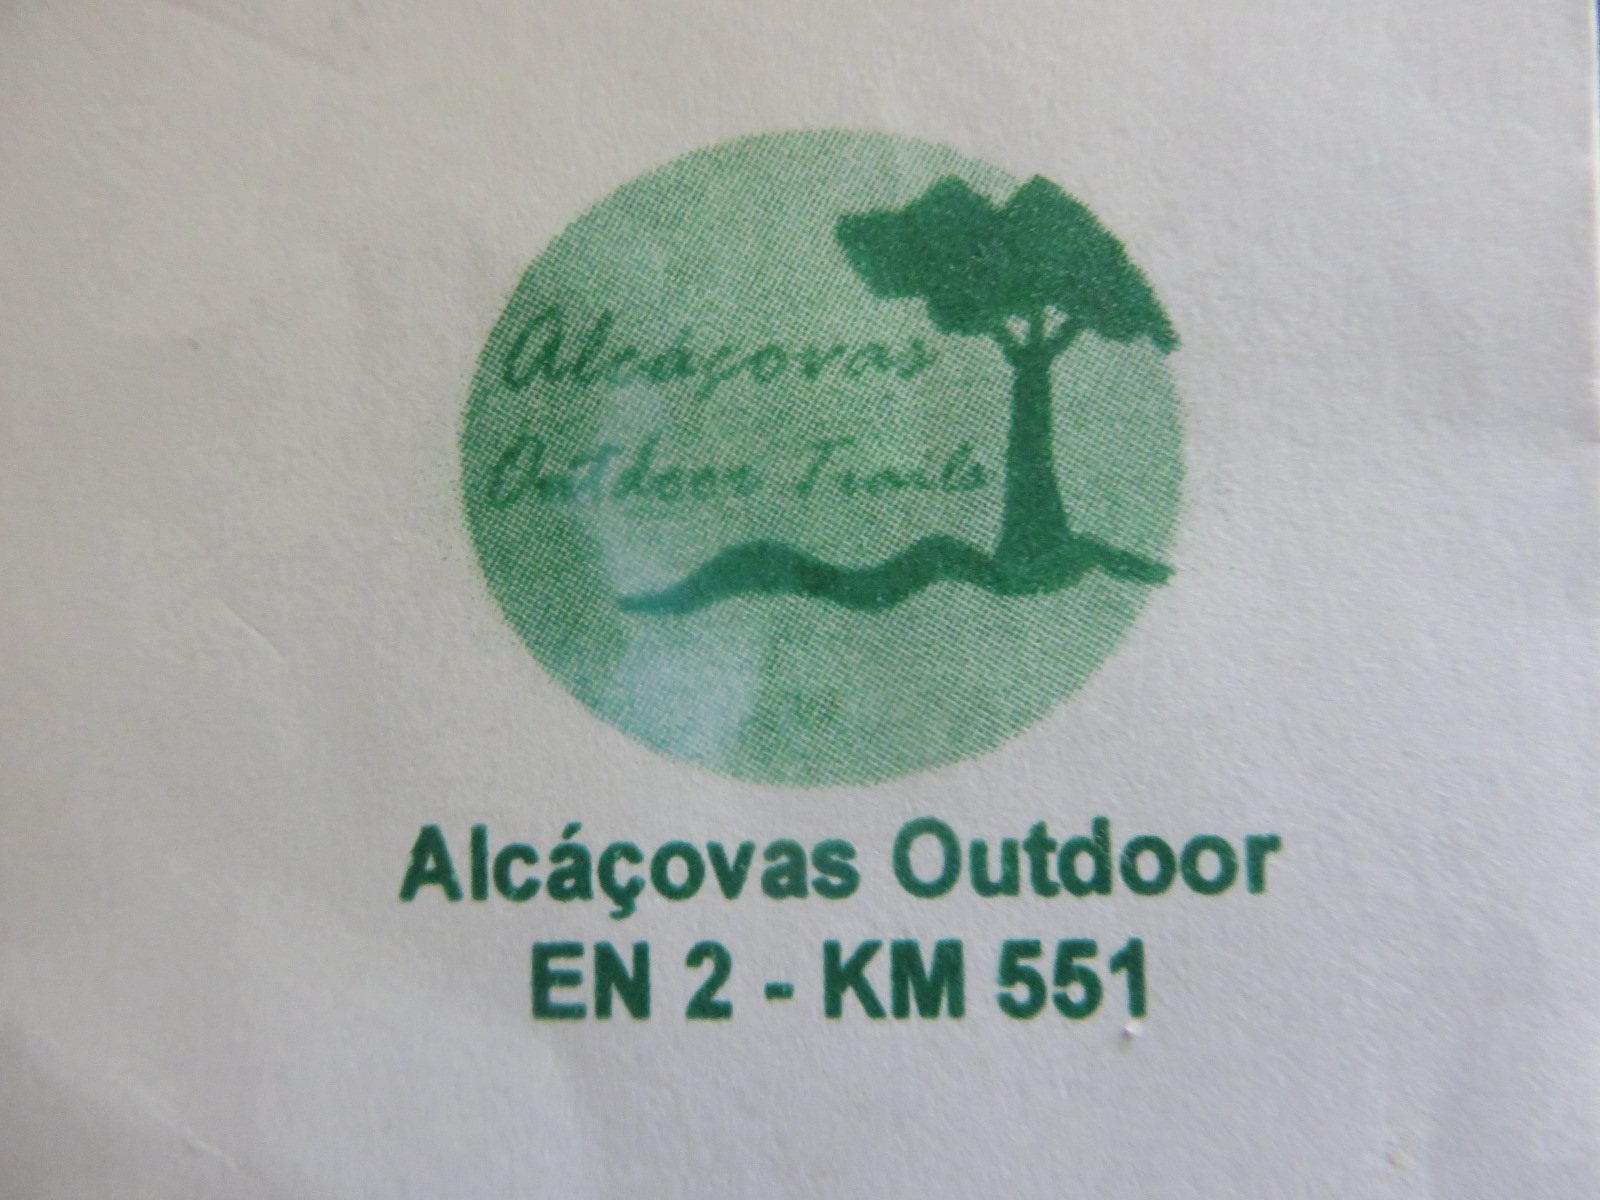 Alcáçovas
Outdoor Trails
Alcáçovas Outdoor
EN 2 - KM 551